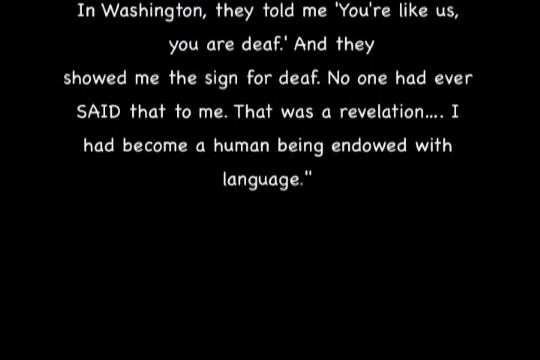 In Washington, they told me 'You're like us,
you are deaf.' And they
showed me the sign for deaf. No one had ever
SAID that to me. That was a revelation.... I
had become a human being endowed with
language."